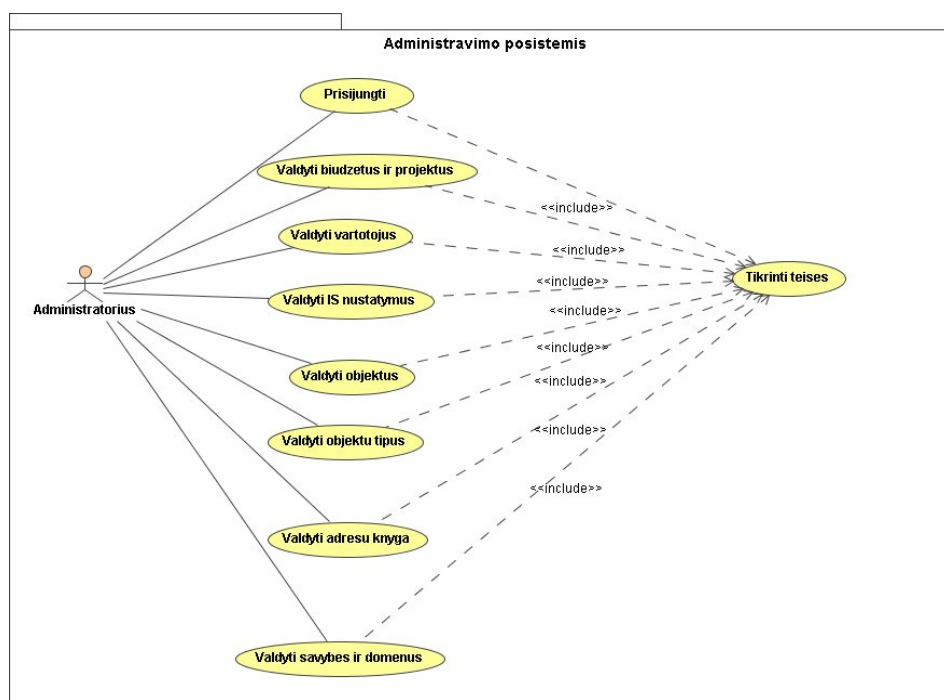 Administravimo posistemis
Prisijungti
Valdyti biudzetus ir projektus
<<include>>
Valdyti vartotojus
<<include>>
Tikrinti teises
<<include>>
Valdyti IS nustatymus
Administratorius
<<include>>
<<include>>
Valdyti objektus
<<include>>
<<include>>
Valdyti objektu tipus
<<include>>
Valdyti adresu knyga
Valdyti savybes ir domenus